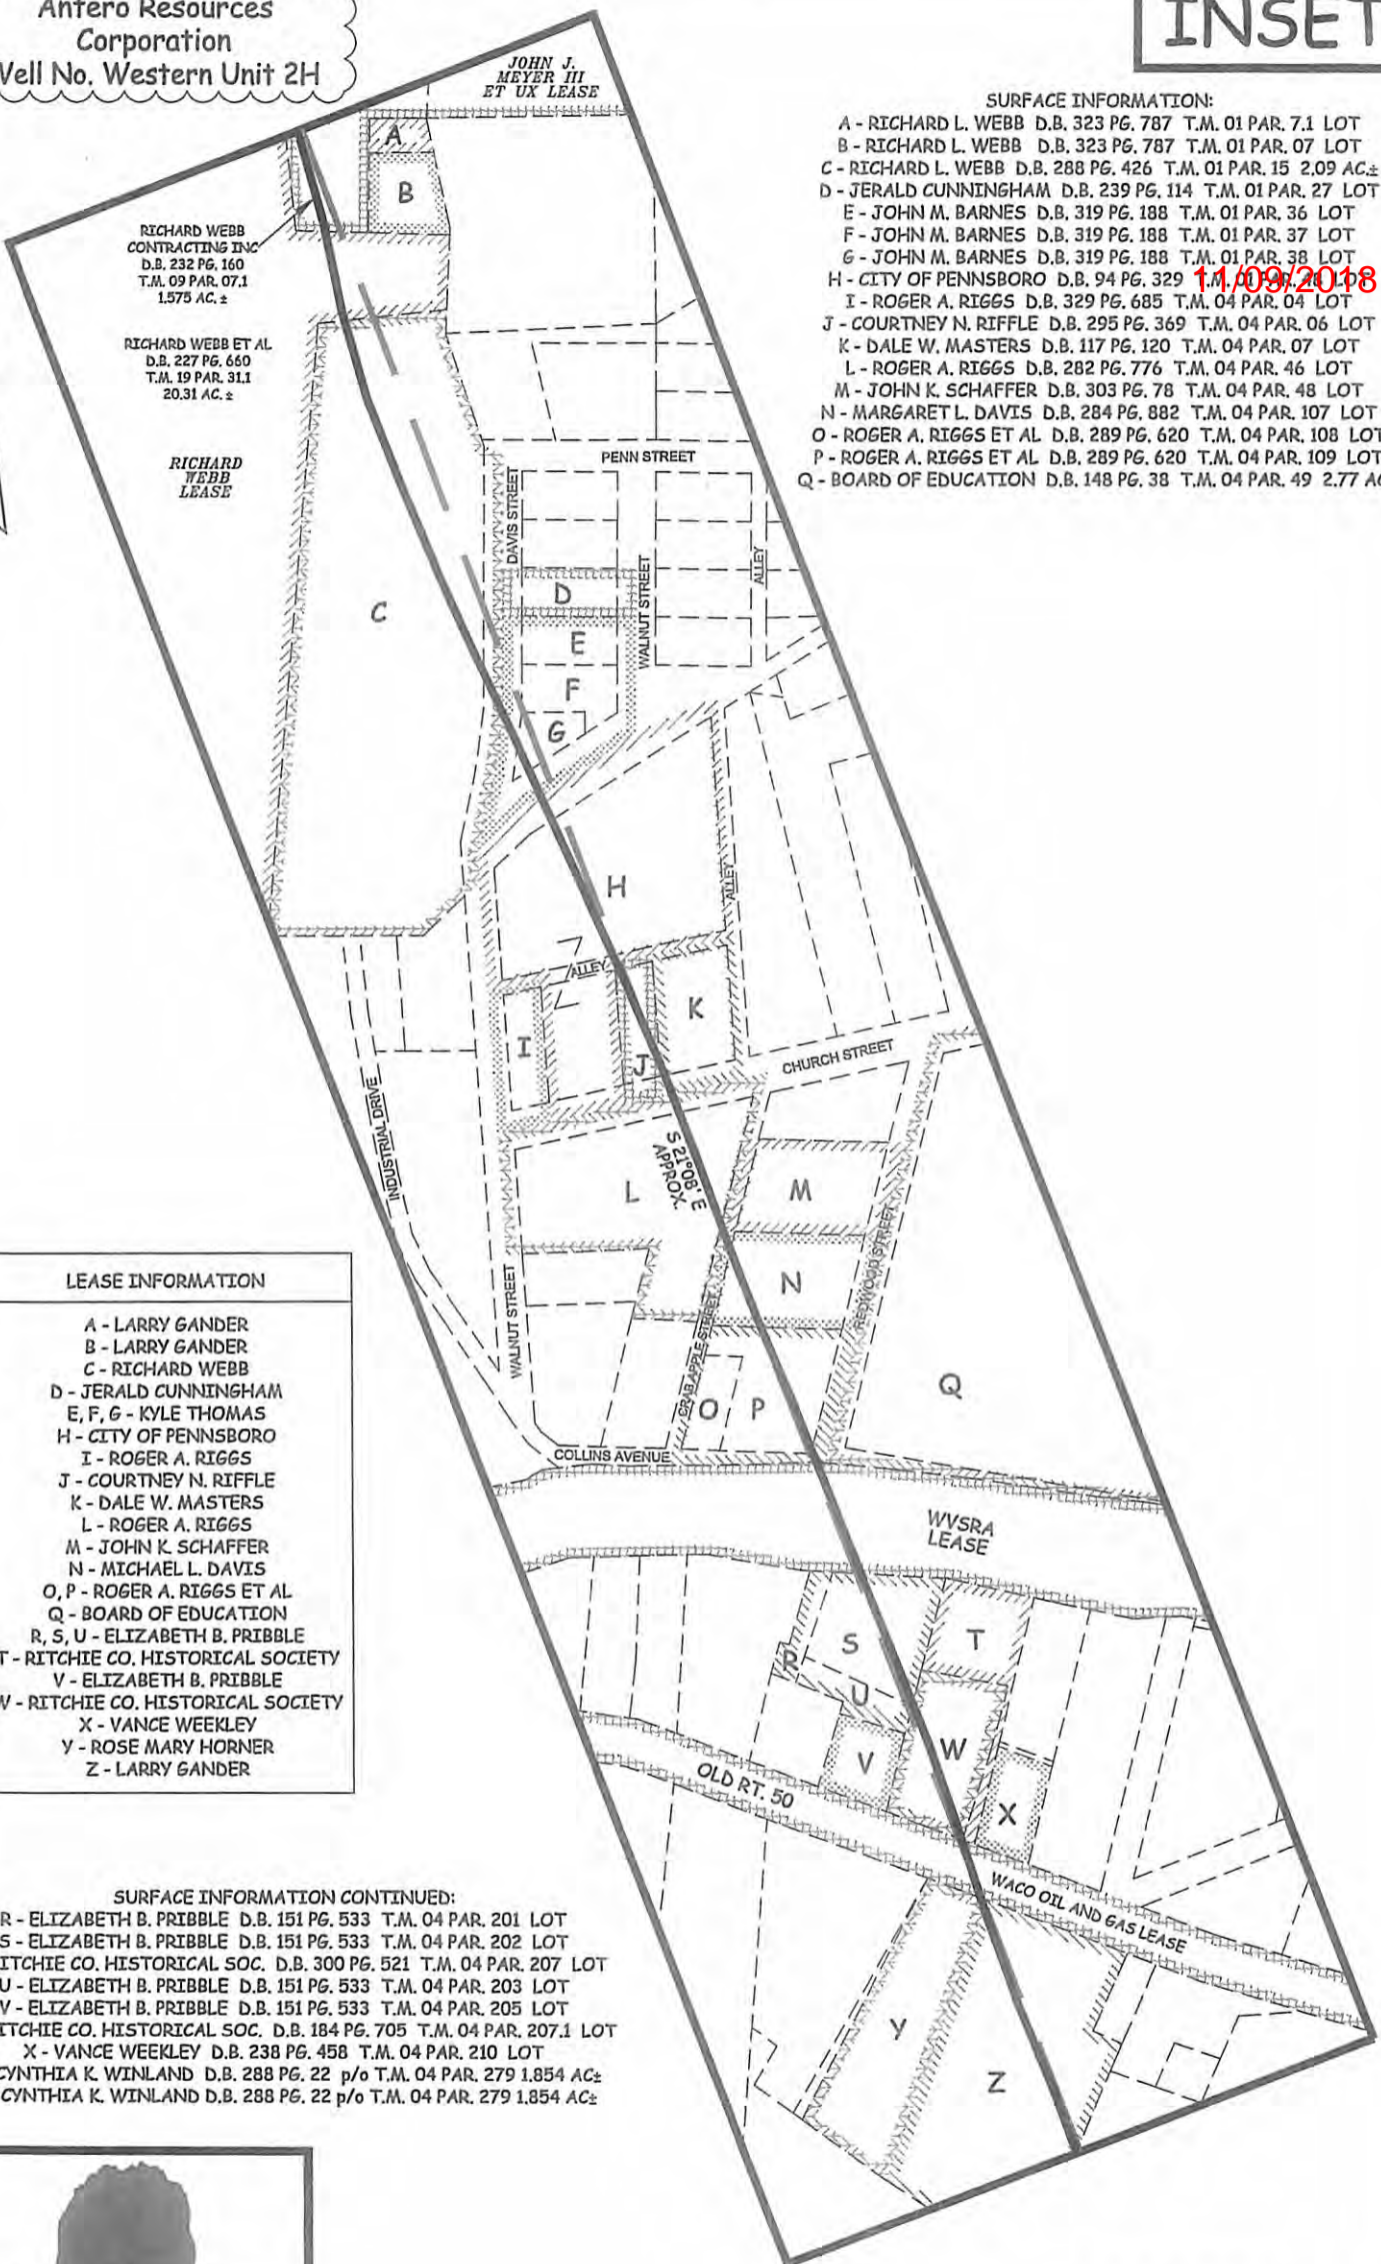 Antero Resources
Corporation
Well No. Western Unit 2H
INSET
JOHN J.
MEYER III
ET UX LEASE
SURFACE INFORMATION:
A - RICHARD L. WEBB D.B. 323 PG. 787 T.M. 01 PAR. 7.1 LOT
B - RICHARD L. WEBB D.B. 323 PG. 787 T.M. 01 PAR. 07 LOT
C - RICHARD L. WEBB D.B. 288 PG. 426 T.M. 01 PAR. 15 2.09 AC.±
D - JERALD CUNNINGHAM D.B. 239 PG. 114 T.M. 01 PAR. 27 LOT
E - JOHN M. BARNES D.B. 319 PG. 188 T.M. 01 PAR. 36 LOT
F - JOHN M. BARNES D.B. 319 PG. 188 T.M. 01 PAR. 37 LOT
G - JOHN M. BARNES D.B. 319 PG. 188 T.M. 01 PAR. 38 LOT
H - CITY OF PENNSBORO D.B. 94 PG. 329 T.M. 01 PAR. LOT
11/09/2018
I - ROGER A. RIGGS D.B. 329 PG. 685 T.M. 04 PAR. 04 LOT
J - COURTNEY N. RIFFLE D.B. 295 PG. 369 T.M. 04 PAR. 06 LOT
K - DALE W. MASTERS D.B. 117 PG. 120 T.M. 04 PAR. 07 LOT
L - ROGER A. RIGGS D.B. 282 PG. 776 T.M. 04 PAR. 46 LOT
M - JOHN K. SCHAFFER D.B. 303 PG. 78 T.M. 04 PAR. 48 LOT
N - MARGARET L. DAVIS D.B. 284 PG. 882 T.M. 04 PAR. 107 LOT
O - ROGER A. RIGGS ET AL D.B. 289 PG. 620 T.M. 04 PAR. 108 LOT
P - ROGER A. RIGGS ET AL D.B. 289 PG. 620 T.M. 04 PAR. 109 LOT
Q - BOARD OF EDUCATION D.B. 148 PG. 38 T.M. 04 PAR. 49 2.77 AC
A
B
RICHARD WEBB
CONTRACTING INC
D.B. 232 PG. 160
T.M. 09 PAR. 07.1
1.575 AC. ±
RICHARD WEBB ET AL
D.B. 227 PG. 660
T.M. 19 PAR. 31.1
20.31 AC. ±
RICHARD
WEBB
LEASE
PENN STREET
DAVIS STREET
WALNUT STREET
ALLEY
C
D
E
F
G
H
ALLEY
ALLEY
I
J
K
CHURCH STREET
INDUSTRIAL DRIVE
S 21°08' E
APPROX.
L
M
N
REDWOOD STREET
WALNUT STREET
CRAB APPLE STREET
O
P
Q
COLLINS AVENUE
WVSRA
LEASE
R
S
T
U
V
W
X
OLD RT. 50
WACO OIL AND GAS LEASE
Y
Z
LEASE INFORMATION
A - LARRY GANDER
B - LARRY GANDER
C - RICHARD WEBB
D - JERALD CUNNINGHAM
E, F, G - KYLE THOMAS
H - CITY OF PENNSBORO
I - ROGER A. RIGGS
J - COURTNEY N. RIFFLE
K - DALE W. MASTERS
L - ROGER A. RIGGS
M - JOHN K. SCHAFFER
N - MICHAEL L. DAVIS
O, P - ROGER A. RIGGS ET AL
Q - BOARD OF EDUCATION
R, S, U - ELIZABETH B. PRIBBLE
T - RITCHIE CO. HISTORICAL SOCIETY
V - ELIZABETH B. PRIBBLE
W - RITCHIE CO. HISTORICAL SOCIETY
X - VANCE WEEKLEY
Y - ROSE MARY HORNER
Z - LARRY GANDER
SURFACE INFORMATION CONTINUED:
R - ELIZABETH B. PRIBBLE D.B. 151 PG. 533 T.M. 04 PAR. 201 LOT
S - ELIZABETH B. PRIBBLE D.B. 151 PG. 533 T.M. 04 PAR. 202 LOT
ITCHIE CO. HISTORICAL SOC. D.B. 300 PG. 521 T.M. 04 PAR. 207 LOT
U - ELIZABETH B. PRIBBLE D.B. 151 PG. 533 T.M. 04 PAR. 203 LOT
V - ELIZABETH B. PRIBBLE D.B. 151 PG. 533 T.M. 04 PAR. 205 LOT
ITCHIE CO. HISTORICAL SOC. D.B. 184 PG. 705 T.M. 04 PAR. 207.1 LOT
X - VANCE WEEKLEY D.B. 238 PG. 458 T.M. 04 PAR. 210 LOT
CYNTHIA K. WINLAND D.B. 288 PG. 22 p/o T.M. 04 PAR. 279 1.854 AC±
CYNTHIA K. WINLAND D.B. 288 PG. 22 p/o T.M. 04 PAR. 279 1.854 AC±